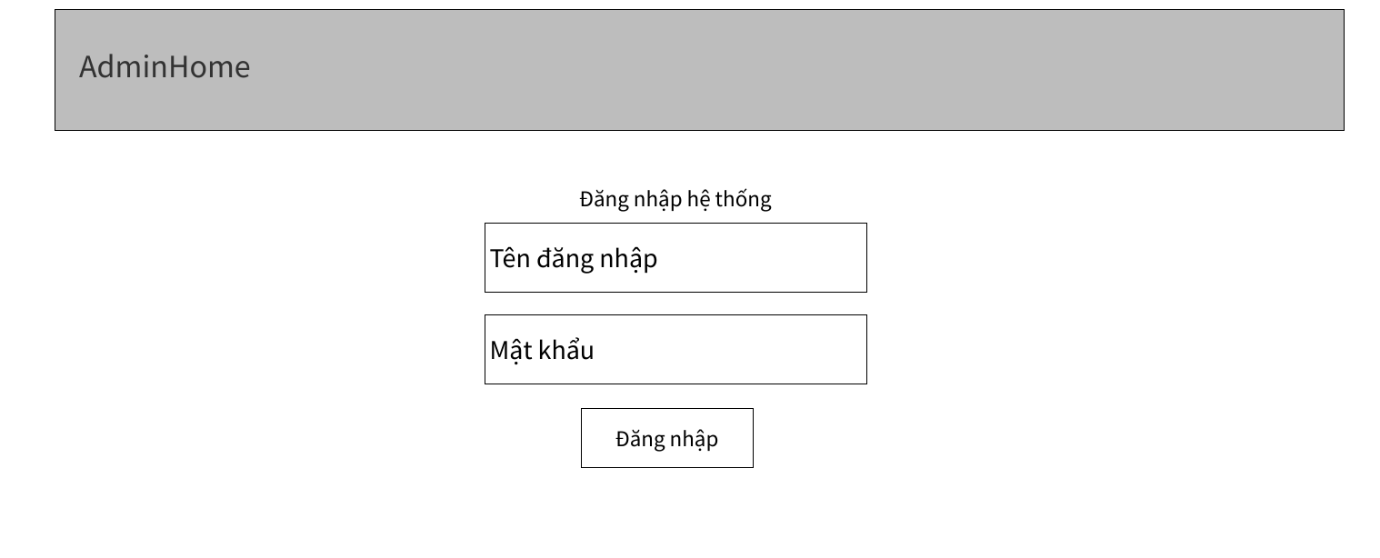 AdminHome
Đăng nhập hệ thống
Tên đăng nhập
Mật khẩu
Đăng nhập